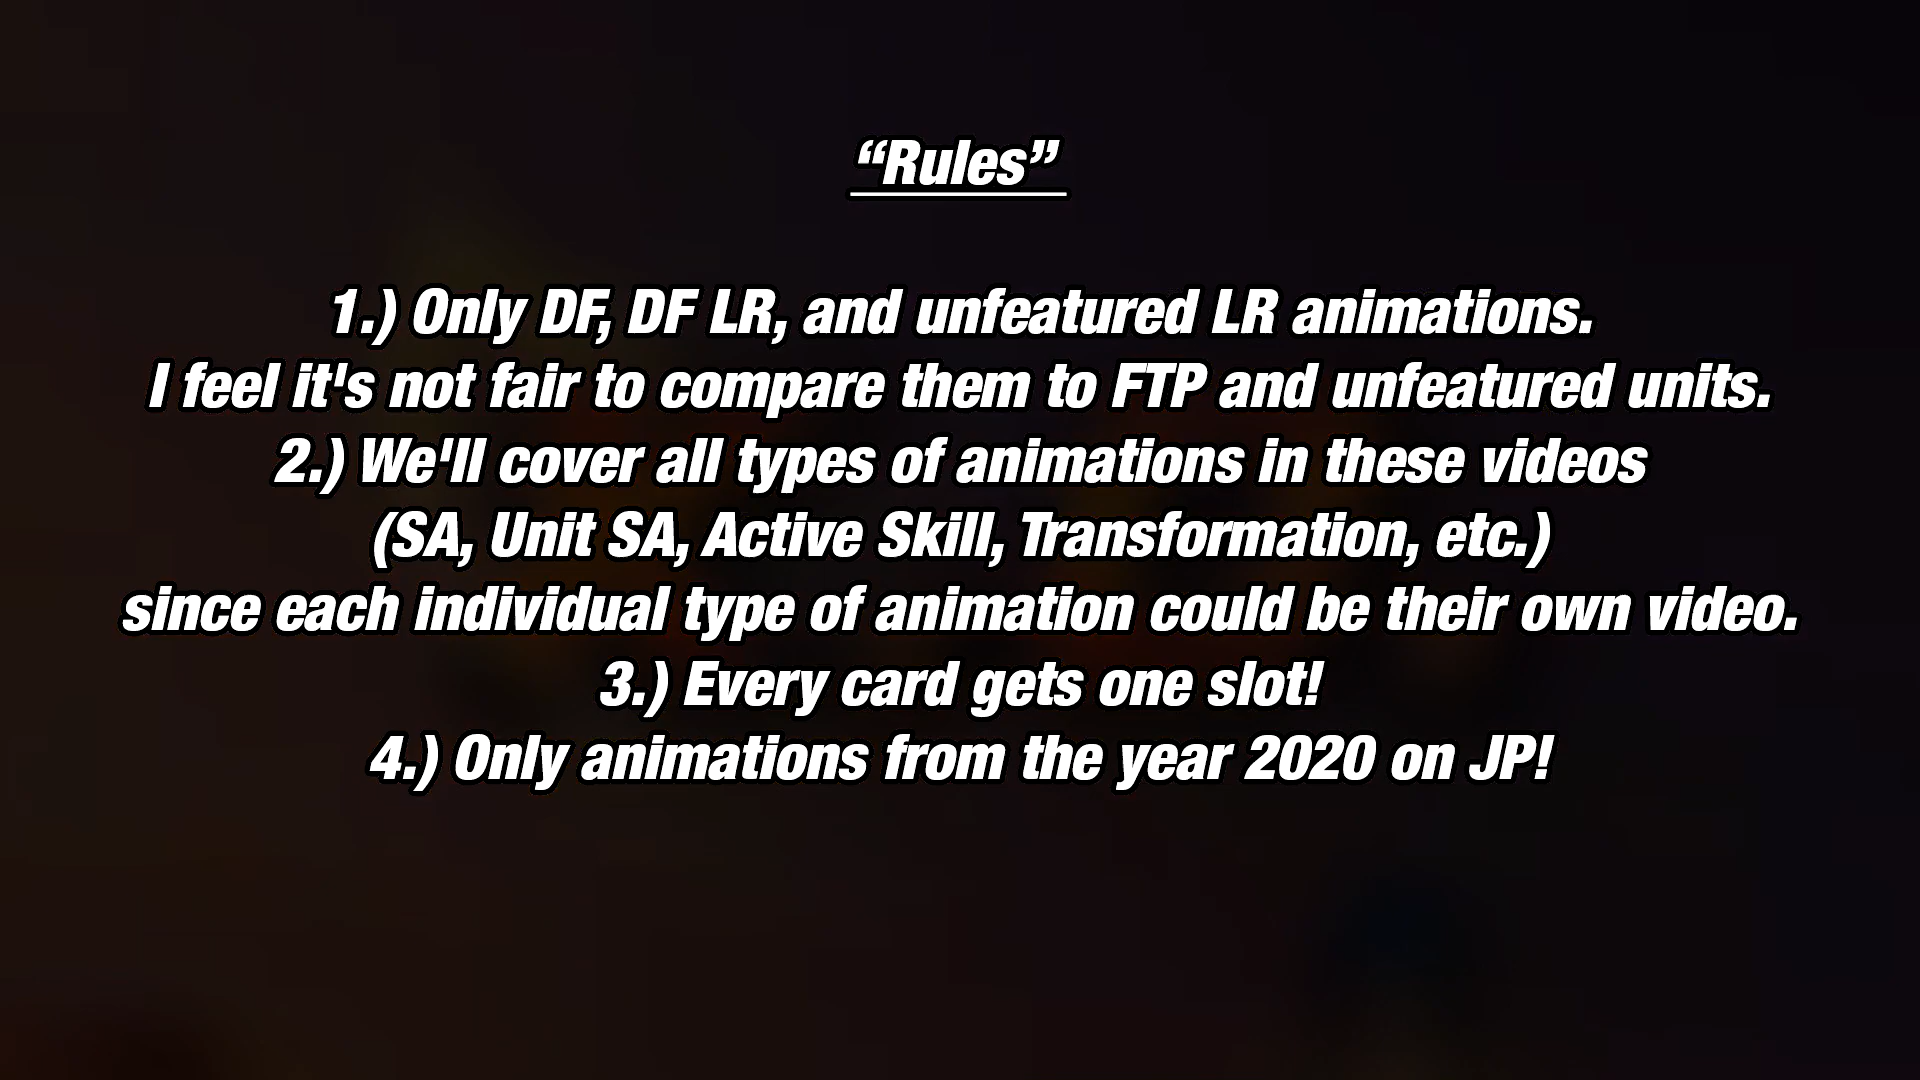 “Rules”
1.) Only DF, DF LR, and unfeatured LR animations.
I feel it's not fair to compare them to FTP and unfeatured units.
2.) We'll cover all types of animations in these videos
(SA, Unit SA, Active Skill, Transformation, etc.)
since each individual type of animation could be their own video.
3.) Every card gets one slot!
4.) Only animations from the year 2020 on JP!